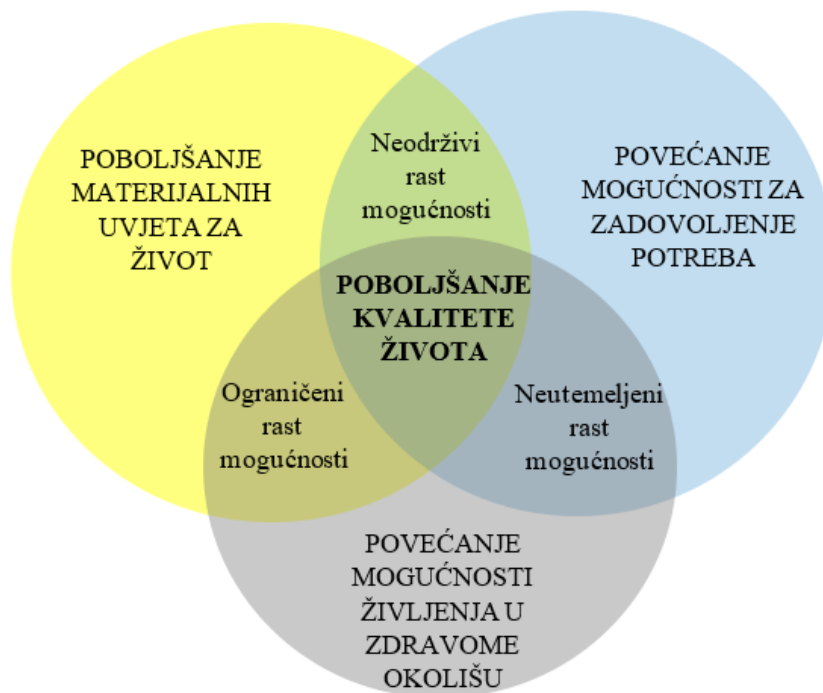 POBOLJŠANJE
MATERIJALNIH
UVJETA ZA
ŽIVOT
Neodrživi
rast
mogućnosti
POVEĆANJE
MOGUĆNOSTI ZA
ZADOVOLJENJE
POTREBA
POBOLJŠANJE
KVALITETE
ŽIVOTA
Ograničeni
rast
mogućnosti
Neutemeljeni
rast
mogućnosti
POVEĆANJE
MOGUĆNOSTI
ŽIVLJENJA U
ZDRAVOME
OKOLIŠU